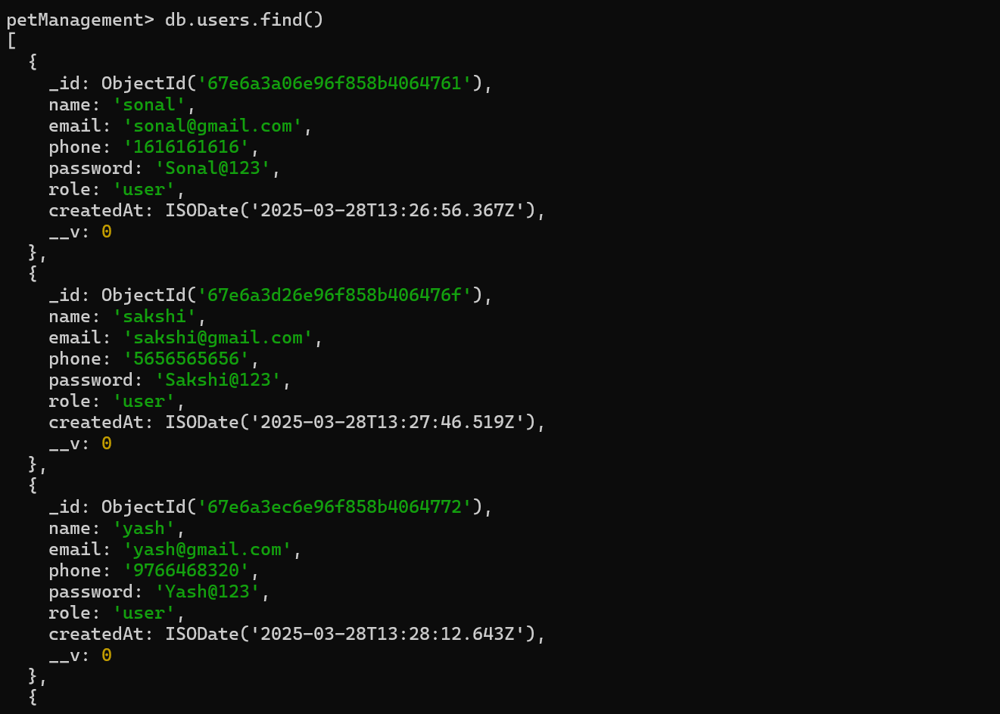 petManagement> db.users.find()
[
  {
    _id: ObjectId('67e6a3a06e96f858b4064761'),
    name: 'sonal',
    email: 'sonal@gmail.com',
    phone: '1616161616',
    password: 'Sonal@123',
    role: 'user',
    createdAt: ISODate('2025-03-28T13:26:56.367Z'),
    __v: 0
  },
  {
    _id: ObjectId('67e6a3d26e96f858b406476f'),
    name: 'sakshi',
    email: 'sakshi@gmail.com',
    phone: '5656565656',
    password: 'Sakshi@123',
    role: 'user',
    createdAt: ISODate('2025-03-28T13:27:46.519Z'),
    __v: 0
  },
  {
    _id: ObjectId('67e6a3ec6e96f858b4064772'),
    name: 'yash',
    email: 'yash@gmail.com',
    phone: '9766468320',
    password: 'Yash@123',
    role: 'user',
    createdAt: ISODate('2025-03-28T13:28:12.643Z'),
    __v: 0
  },
  {